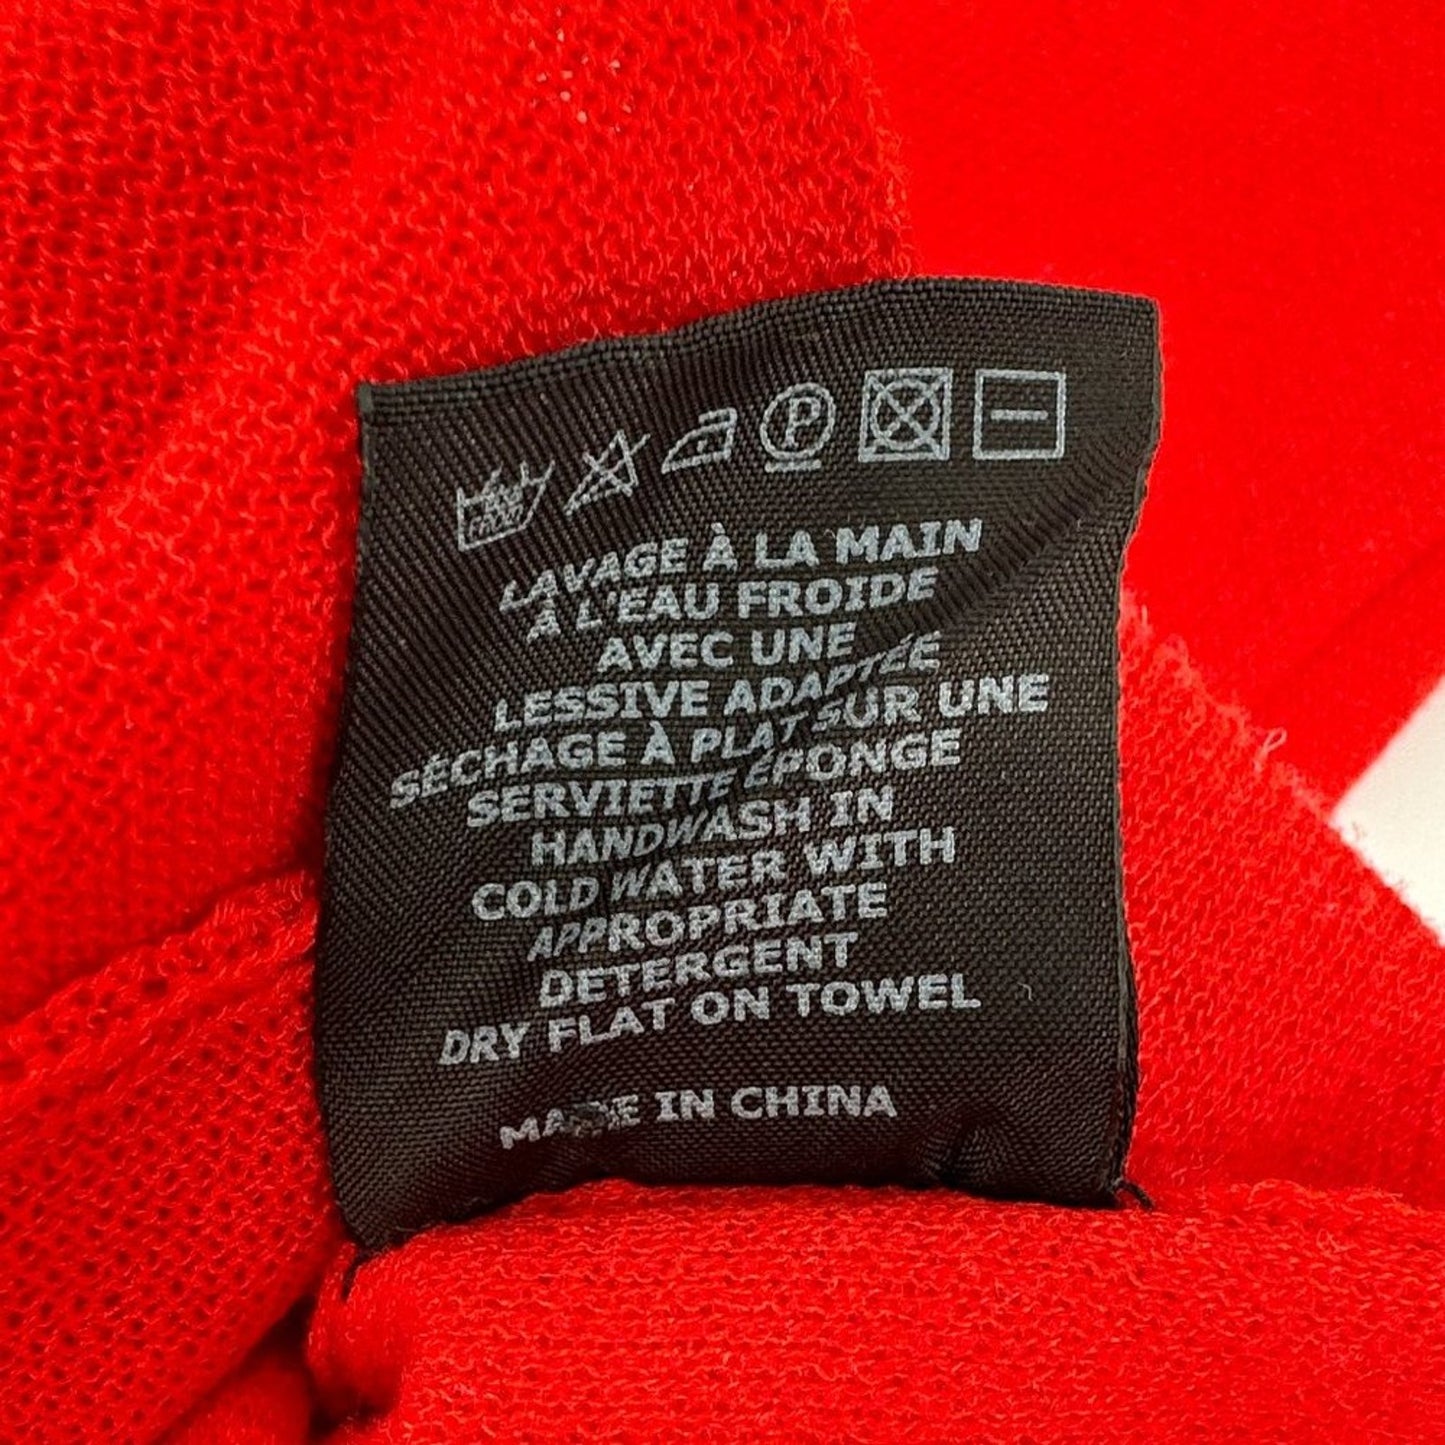 P
LAVAGE À LA MAIN
À L'EAU FROIDE
AVEC UNE
LESSIVE ADAPTÉE
SÉCHAGE À PLAT SUR UNE
SERVIETTE ÉPONGE
HANDWASH IN
COLD WATER WITH
APPROPRIATE
DETERGENT
DRY FLAT ON TOWEL
MADE IN CHINA